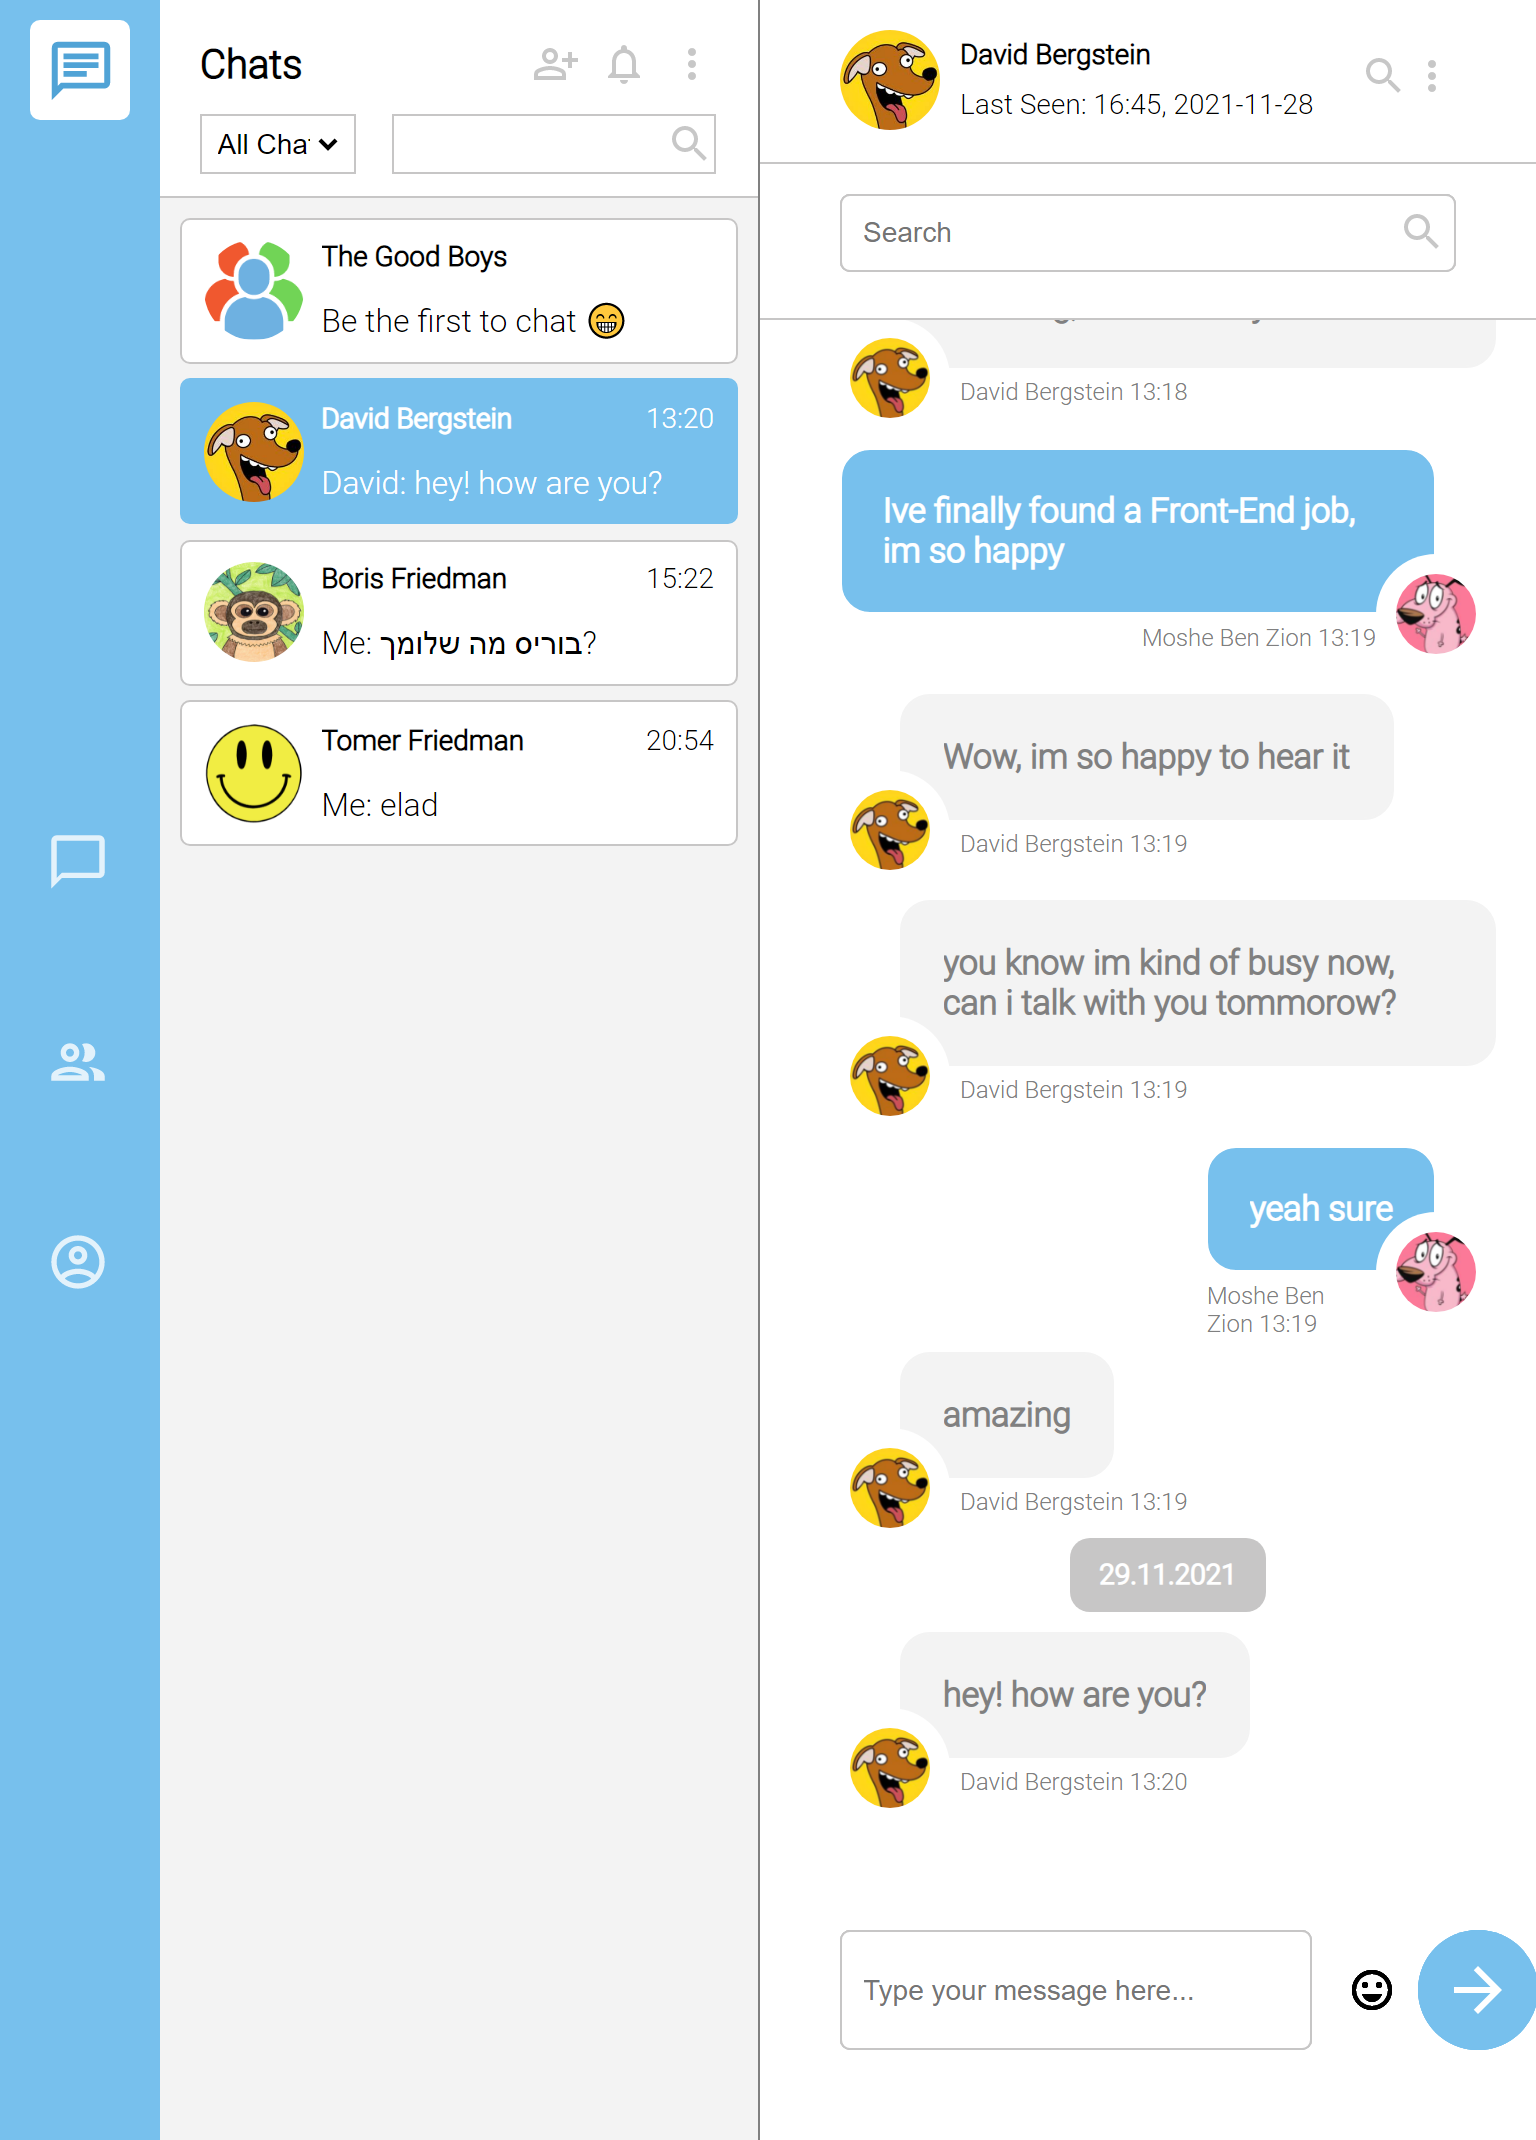 Chats
All Cha
The Good Boys
Be the first to chat 😁
David Bergstein 13:20
David: hey! how are you?
Boris Friedman 15:22
Me: בוריס מה שלומך?
Tomer Friedman 20:54
Me: elad
David Bergstein
Last Seen: 16:45, 2021-11-28
Search
David Bergstein 13:18
Ive finally found a Front-End job,
im so happy
Moshe Ben Zion 13:19
Wow, im so happy to hear it
David Bergstein 13:19
you know im kind of busy now,
can i talk with you tommorow?
David Bergstein 13:19
yeah sure
Moshe Ben
Zion 13:19
amazing
David Bergstein 13:19
29.11.2021
hey! how are you?
David Bergstein 13:20
Type your message here...